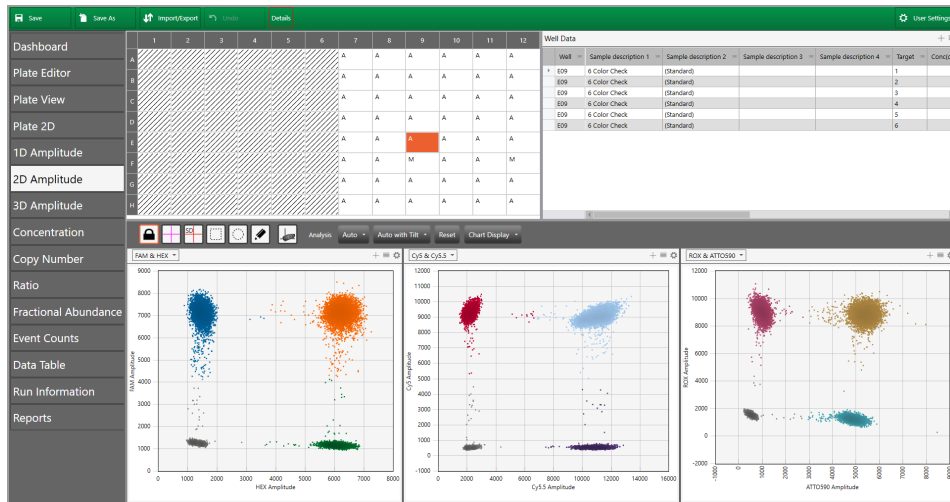 Save Save As Import/Export Undo Details User Settings
Dashboard
Plate Editor
Plate View
Plate 2D
1D Amplitude
2D Amplitude
3D Amplitude
Concentration
Copy Number
Ratio
Fractional Abundance
Event Counts
Data Table
Run Information
Reports
1 2 3 4 5 6 7 8 9 10 11 12
A A A A A A A
B A A A A A A
C A A A A A A
D A A A A A A
E A A A A A A
F A A M A A M
G A A A A A A
H A A A A A A
Well Data
Well Sample description 1 Sample description 2 Sample description 3 Sample description 4 Target Conc(c
E09 6 Color Check (Standard) 1
E09 6 Color Check (Standard) 2
E09 6 Color Check (Standard) 3
E09 6 Color Check (Standard) 4
E09 6 Color Check (Standard) 5
E09 6 Color Check (Standard) 6
SD
Analysis Auto Auto with Tilt Reset Chart Display
FAM & HEX
9000
8000
7000
6000
5000
4000
3000
2000
1000
0
FAM Amplitude
0 1000 2000 3000 4000 5000 6000 7000 8000
HEX Amplitude
Cy5 & Cy5.5
12000
11000
10000
9000
8000
7000
6000
5000
4000
3000
2000
1000
0
-1000
Cy5 Amplitude
0 2000 4000 6000 8000 10000 12000 14000 16000
Cy5.5 Amplitude
ROX & ATTO590
12000
10000
8000
6000
4000
2000
0
-2000
ROX Amplitude
-1000 0 1000 2000 3000 4000 5000 6000 7000 8000
ATTO590 Amplitude